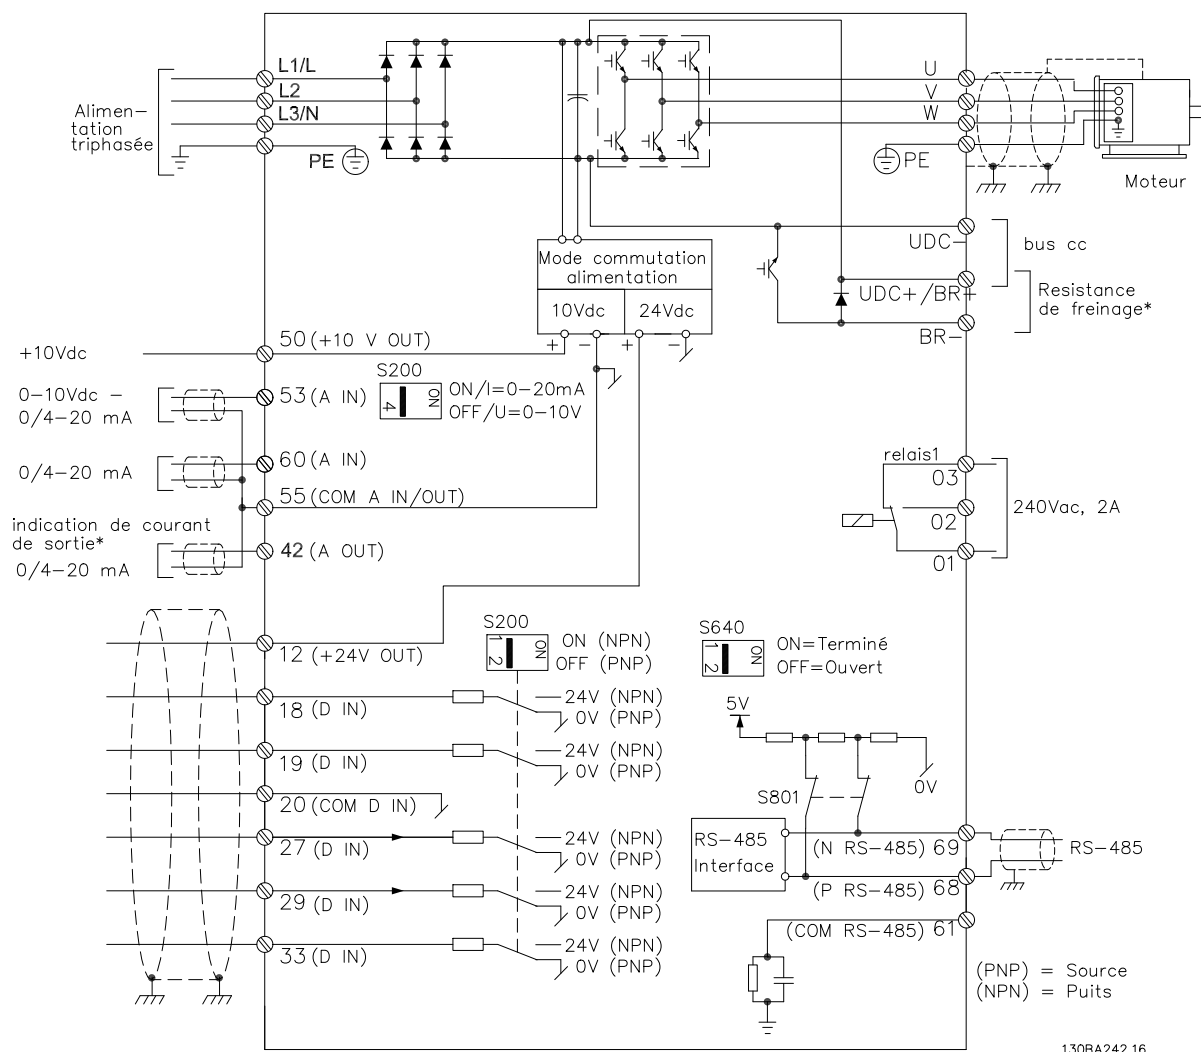 Alimen-
tation
triphasée
L1/L
L2
L3/N
PE
U
V
W
PE
Moteur
UDC-
bus cc
UDC+/BR+
Resistance
de freinage*
BR-
Mode commutation
alimentation
10Vdc
24Vdc
+ - + -
+10Vdc
50 (+10 V OUT)
S200
ON
4
ON/I=0-20mA
OFF/U=0-10V
0-10Vdc -
0/4-20 mA
53 (A IN)
0/4-20 mA
60 (A IN)
55 (COM A IN/OUT)
indication de courant
de sortie*
0/4-20 mA
42 (A OUT)
relais1
03
02
01
240Vac, 2A
12 (+24V OUT)
S200
ON
1 2
ON (NPN)
OFF (PNP)
S640
ON
1 2
ON=Terminé
OFF=Ouvert
18 (D IN)
24V (NPN)
0V (PNP)
19 (D IN)
24V (NPN)
0V (PNP)
20 (COM D IN)
27 (D IN)
24V (NPN)
0V (PNP)
29 (D IN)
24V (NPN)
0V (PNP)
33 (D IN)
24V (NPN)
0V (PNP)
5V
0V
S801
RS-485
Interface
(N RS-485) 69
(P RS-485) 68
(COM RS-485) 61
RS-485
(PNP) = Source
(NPN) = Puits
130BA242.16